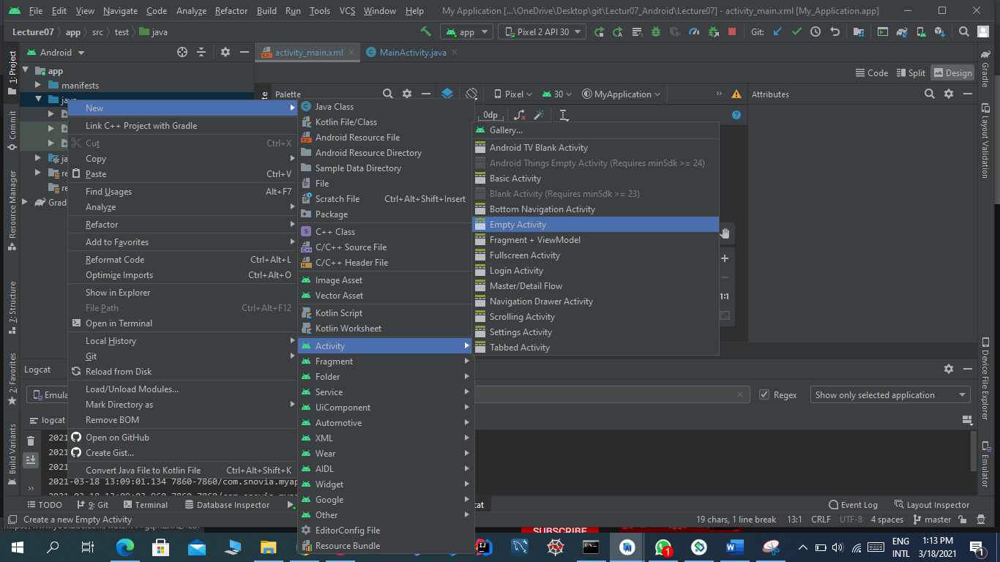 File Edit View Navigate Code Analyze Refactor Build Run Tools VCS Window Help My Application [...\OneDrive\Desktop\git\Lectur07_Android\Lecture07] - activity_main.xml [My_Application.app]
Lecture07 app src test java app Pixel 2 API 30 Git:
Android activity_main.xml MainActivity.java
1: Project
Commit
Resource Manager
7: Structure
2: Favorites
Build Variants
app
manifests
Code Split Design
Palette Pixel 30 MyApplication Attributes
0dp
New
Link C++ Project with Gradle
Cut Ctrl+X
Copy
Paste Ctrl+V
Find Usages Alt+F7
Analyze
Refactor
Add to Favorites
Reformat Code Ctrl+Alt+L
Optimize Imports Ctrl+Alt+O
Show in Explorer
File Path Ctrl+Alt+F12
Open in Terminal
Local History
Git
Reload from Disk
Load/Unload Modules...
Mark Directory as
Remove BOM
Open on GitHub
Create Gist...
Convert Java File to Kotlin File Ctrl+Alt+Shift+K
Java Class
Kotlin File/Class
Android Resource File
Android Resource Directory
Sample Data Directory
File
Scratch File Ctrl+Alt+Shift+Insert
Package
C++ Class
C/C++ Source File
C/C++ Header File
Image Asset
Vector Asset
Kotlin Script
Kotlin Worksheet
Activity
Fragment
Folder
Service
UiComponent
Automotive
XML
Wear
AIDL
Widget
Google
Other
EditorConfig File
Resource Bundle
Gallery...
Android TV Blank Activity
Android Things Empty Activity (Requires minSdk >= 24)
Basic Activity
Blank Activity (Requires minSdk >= 23)
Bottom Navigation Activity
Empty Activity
Fragment + ViewModel
Fullscreen Activity
Login Activity
Master/Detail Flow
Navigation Drawer Activity
Scrolling Activity
Settings Activity
Tabbed Activity
1:1
Gradle
Layout Validation
Device File Explorer
Emulator
Logcat
Regex Show only selected application
logcat
2021-03-18 13:09:01.134 7860-7860/com.snovia.myap
TODO 9: Git Terminal Database Inspector Event Log Layout Inspector
Create a new Empty Activity 19 chars, 1 line break 13:1 CRLF UTF-8 4 spaces master
SUBSCRIBE
ENG
INTL
1:13 PM
3/18/2021
1
1